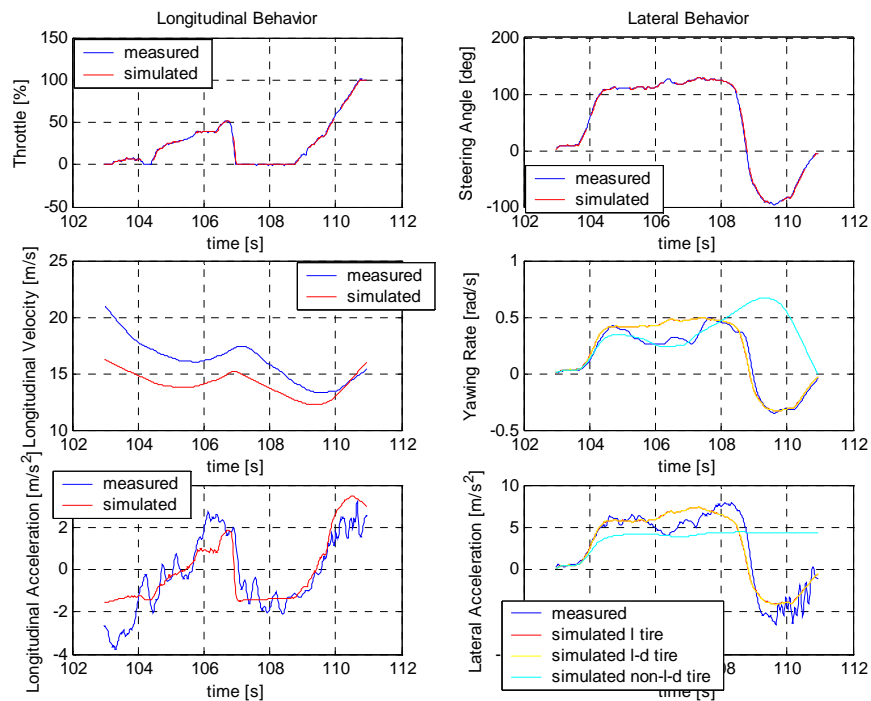 Longitudinal Behavior
150
100
50
0
-50
Throttle [%]
measured
simulated
102 104 106 108 110 112
time [s]
Lateral Behavior
200
100
0
-100
Steering Angle [deg]
measured
simulated
102 104 106 108 110 112
time [s]
25
20
15
10
Longitudinal Velocity [m/s]
measured
simulated
102 104 106 108 110 112
time [s]
1
0.5
0
-0.5
Yawing Rate [rad/s]
102 104 106 108 110 112
time [s]
2
0
-2
-4
Longitudinal Acceleration [m/s²]
measured
simulated
102 104 106 108 110 112
time [s]
10
5
0
Lateral Acceleration [m/s²]
measured
simulated l tire
simulated l-d tire
simulated non-l-d tire
108 110 112
time [s]